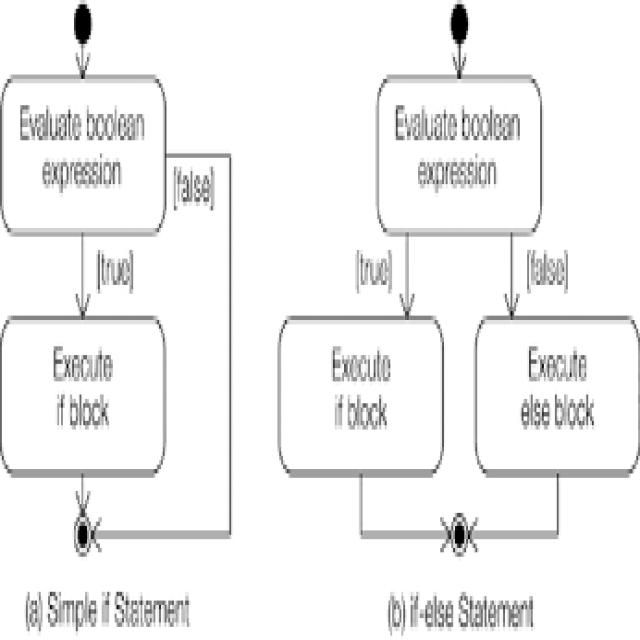 Evaluate boolean
expression
[false]
[true]
Execute
if block
(a) Simple if Statement
Evaluate boolean
expression
[true]
[false]
Execute
if block
Execute
else block
(b) if-else Statement